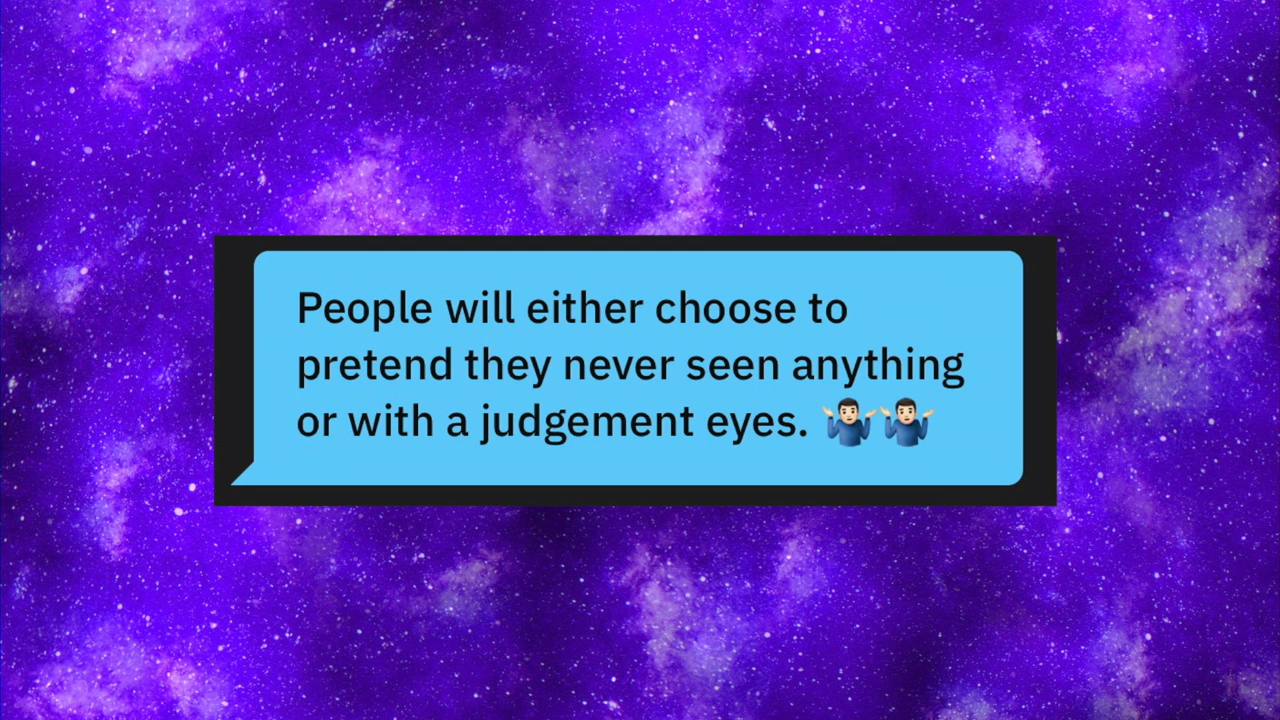 People will either choose to
pretend they never seen anything
or with a judgement eyes. 🤷🏻‍♂️🤷🏻‍♂️